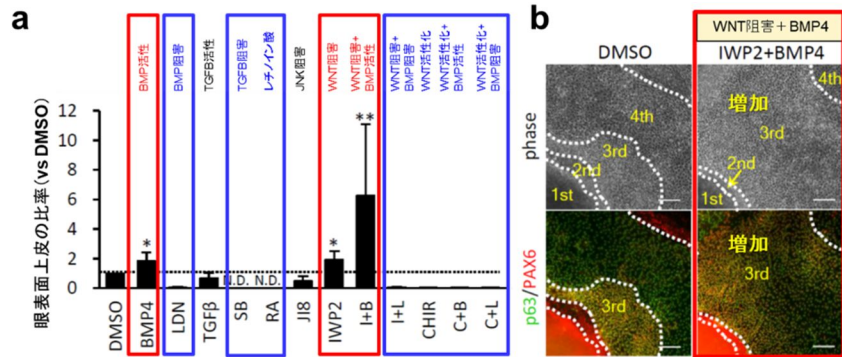 a
BMP活性
BMP阻害
TGFB活性
TGFB阻害
レチノイン酸
JNK阻害
WNT阻害
WNT阻害+
BMP活性
WNT阻害+
BMP阻害
WNT活性化
WNT活性化+
BMP活性
WNT活性+
BMP阻害
眼表面上皮の比率(vs DMSO)
12
10
8
6
4
2
0
*
N.D.
N.D.
*
**
DMSO
BMP4
LDN
TGFβ
SB
RA
JI8
IWP2
I+B
I+L
CHIR
C+B
C+L
b
WNT阻害+BMP4
DMSO
IWP2+BMP4
phase
4th
3rd
2nd
1st
4th
増加
3rd
2nd
1st
p63/PAX6
3rd
増加
3rd